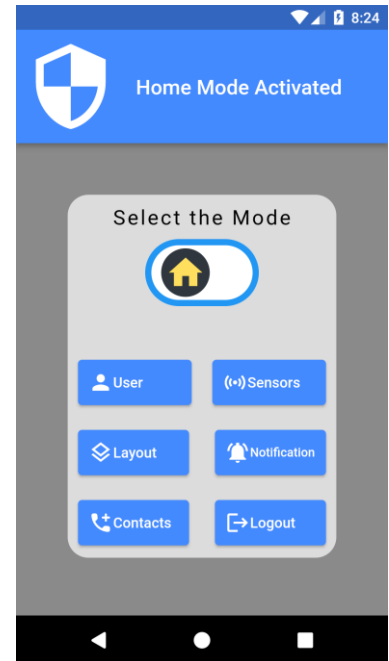 8:24
Home Mode Activated
Select the Mode
User
Sensors
Layout
Notification
Contacts
Logout